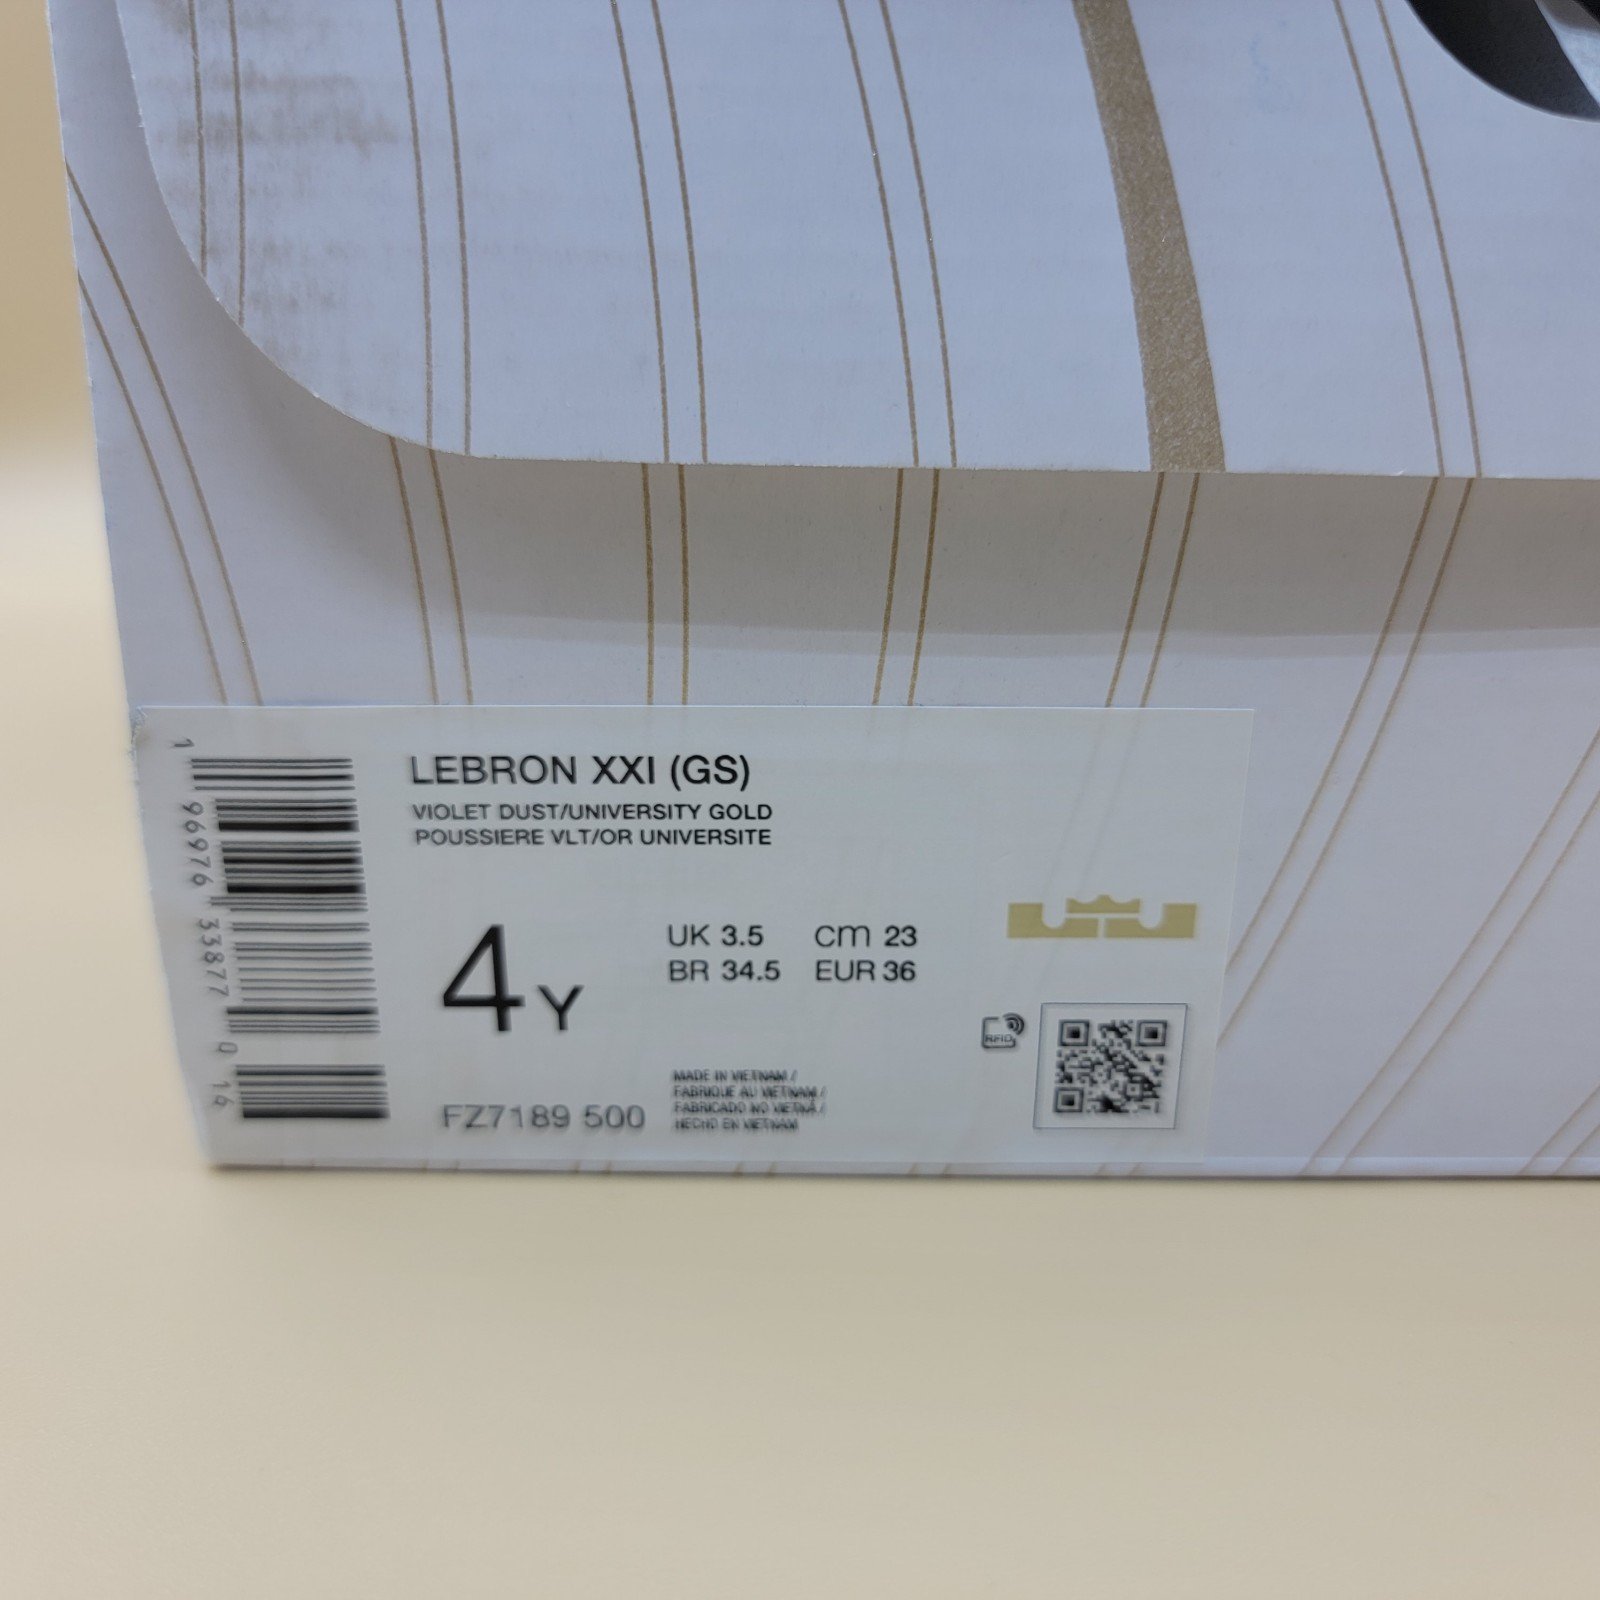 LEBRON XXI (GS)
VIOLET DUST/UNIVERSITY GOLD
POUSSIERE VLT/OR UNIVERSITE
4Y
UK 3.5 cm 23
BR 34.5 EUR 36
RFID
MADE IN VIETNAM /
FABRIQUE AU VIETNAM /
FABRICADO NO VIETNÃ /
HECHO EN VIETNAM
FZ7189 500
1 96976 33877 0 14